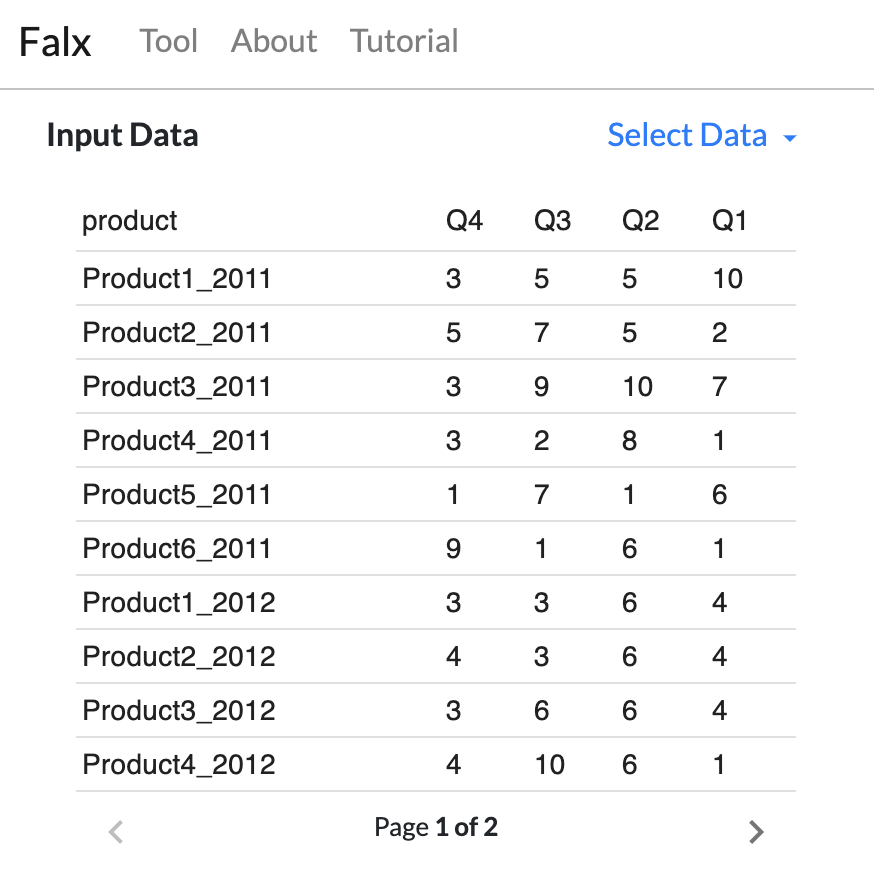 Falx Tool About Tutorial
Input Data Select Data
product Q4 Q3 Q2 Q1
Product1_2011 3 5 5 10
Product2_2011 5 7 5 2
Product3_2011 3 9 10 7
Product4_2011 3 2 8 1
Product5_2011 1 7 1 6
Product6_2011 9 1 6 1
Product1_2012 3 3 6 4
Product2_2012 4 3 6 4
Product3_2012 3 6 6 4
Product4_2012 4 10 6 1
Page 1 of 2